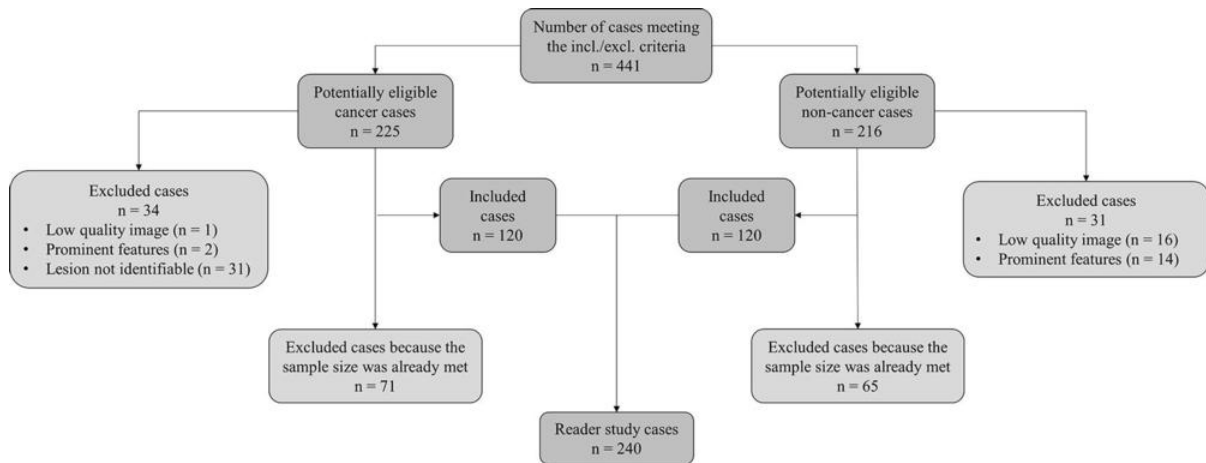 Number of cases meeting
the incl./excl. criteria
n = 441
Potentially eligible
cancer cases
n = 225
Potentially eligible
non-cancer cases
n = 216
Excluded cases
n = 34
• Low quality image (n = 1)
• Prominent features (n = 2)
• Lesion not identifiable (n = 31)
Included
cases
n = 120
Included
cases
n = 120
Excluded cases
n = 31
• Low quality image (n = 16)
• Prominent features (n = 14)
Excluded cases because the
sample size was already met
n = 71
Excluded cases because the
sample size was already met
n = 65
Reader study cases
n = 240